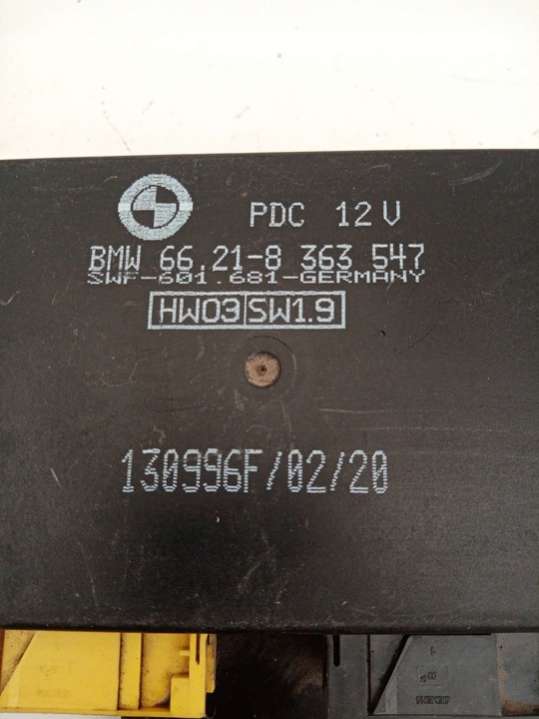 PDC 12V
BMW 66.21-8 363 547
SWF-601.681-GERMANY
HW03 SW1.9
130996F/02/20